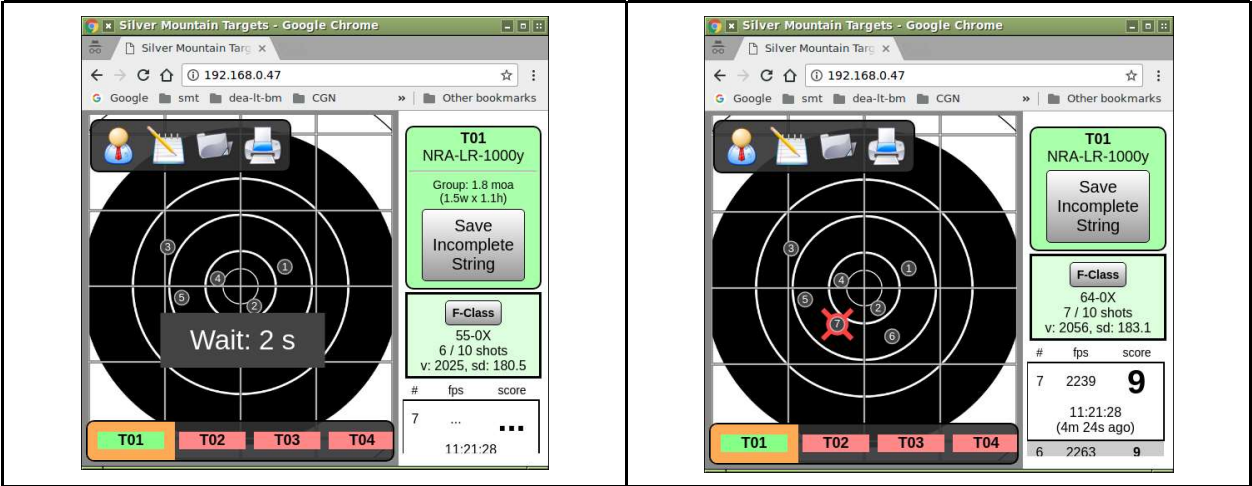 Silver Mountain Targets - Google Chrome
Silver Mountain Targ
192.168.0.47
Google smt dea-lt-bm CGN » Other bookmarks
T01
NRA-LR-1000y
Group: 1.8 moa
(1.5w x 1.1h)
Save
Incomplete
String
3
1
4
5
2
Wait: 2 s
F-Class
55-0X
6 / 10 shots
v: 2025, sd: 180.5
# fps score
7 ... ...
11:21:28
T01 T02 T03 T04
Silver Mountain Targets - Google Chrome
Silver Mountain Targ
192.168.0.47
Google smt dea-lt-bm CGN » Other bookmarks
T01
NRA-LR-1000y
Save
Incomplete
String
3
1
4
5
2
7
6
F-Class
64-0X
7 / 10 shots
v: 2056, sd: 183.1
# fps score
7 2239 9
11:21:28
(4m 24s ago)
6 2263 9
T01 T02 T03 T04